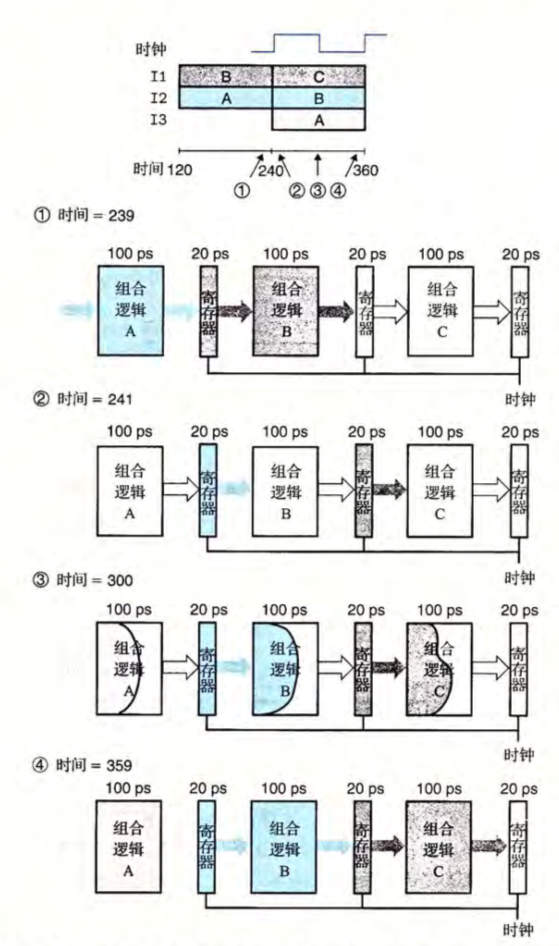 时钟
I1 B C
I2 A B
I3 A
时间 120 240 360
① ② ③ ④
① 时间 = 239
100 ps 20 ps 100 ps 20 ps 100 ps 20 ps
组合 逻辑 A 寄存器 组合 逻辑 B 寄存器 组合 逻辑 C 寄存器
时钟
② 时间 = 241
100 ps 20 ps 100 ps 20 ps 100 ps 20 ps
组合 逻辑 A 寄存器 组合 逻辑 B 寄存器 组合 逻辑 C 寄存器
时钟
③ 时间 = 300
100 ps 20 ps 100 ps 20 ps 100 ps 20 ps
组合 逻辑 A 寄存器 组合 逻辑 B 寄存器 组合 逻辑 C 寄存器
时钟
④ 时间 = 359
100 ps 20 ps 100 ps 20 ps 100 ps 20 ps
组合 逻辑 A 寄存器 组合 逻辑 B 寄存器 组合 逻辑 C 寄存器
时钟